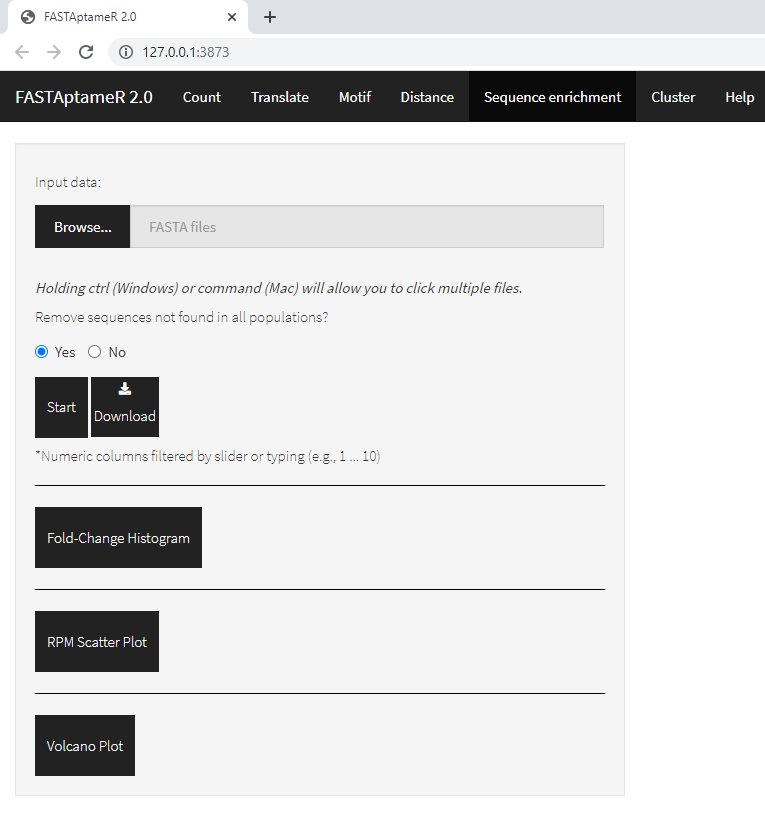 FASTAptameR 2.0
127.0.0.1:3873
FASTAptameR 2.0 Count Translate Motif Distance Sequence enrichment Cluster Help
Input data:
Browse... FASTA files
Holding ctrl (Windows) or command (Mac) will allow you to click multiple files.
Remove sequences not found in all populations?
Yes No
Start Download
*Numeric columns filtered by slider or typing (e.g., 1 ... 10)
Fold-Change Histogram
RPM Scatter Plot
Volcano Plot